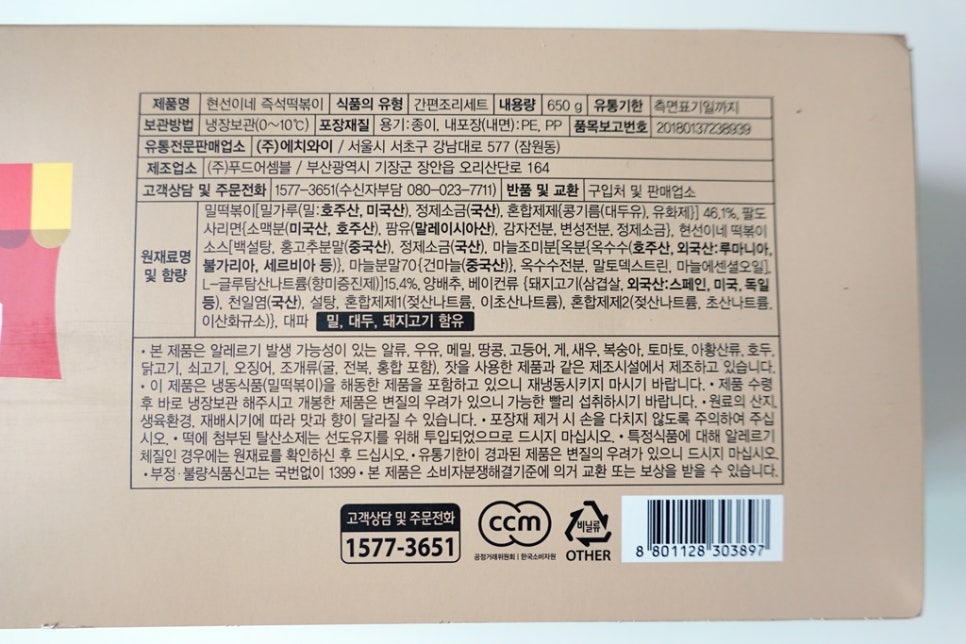 제품명 현선이네 즉석떡볶이 식품의 유형 간편조리세트 내용량 650 g 유통기한 측면표기일까지
보관방법 냉장보관(0~10℃) 포장재질 용기:종이, 내포장(내면):PE, PP 품목보고번호 20180137238939
유통전문판매업소 (주)에치와이 / 서울시 서초구 강남대로 577 (잠원동)
제조업소 (주)푸드어셈블 / 부산광역시 기장군 장안읍 오리산단로 164
고객상담 및 주문전화 1577-3651(수신자부담 080-023-7711) 반품 및 교환 구입처 및 판매업소
원재료명 및 함량
밀떡볶이[밀가루(밀:호주산, 미국산), 정제소금(국산), 혼합제제{콩기름(대두유), 유화제}] 46.1%, 팔도
사리면{소맥분(미국산, 호주산), 팜유(말레이시아산), 감자전분, 변성전분, 정제소금}, 현선이네 떡볶이
소스[백설탕, 홍고추분말(중국산), 정제소금(국산), 마늘조미분{옥분(옥수수(호주산, 외국산:루마니아,
불가리아, 세르비아 등)}, 마늘분말70{건마늘(중국산)}, 옥수수전분, 말토덱스트린, 마늘에센셜오일],
L-글루탐산나트륨(향미증진제)]15.4%, 양배추, 베이컨류 {돼지고기(삼겹살, 외국산:스페인, 미국, 독일
등), 천일염(국산), 설탕, 혼합제제1(젖산나트륨, 이초산나트륨), 혼합제제2(젖산나트륨, 초산나트륨,
이산화규소)}, 대파 밀, 대두, 돼지고기 함유
• 본 제품은 알레르기 발생 가능성이 있는 알류, 우유, 메밀, 땅콩, 고등어, 게, 새우, 복숭아, 토마토, 아황산류, 호두,
닭고기, 쇠고기, 오징어, 조개류(굴, 전복, 홍합 포함), 잣을 사용한 제품과 같은 제조시설에서 제조하고 있습니다.
• 이 제품은 냉동식품(밀떡볶이)을 해동한 제품을 포함하고 있으니 재냉동시키지 마시기 바랍니다. • 제품 수령
후 바로 냉장보관 해주시고 개봉한 제품은 변질의 우려가 있으니 가능한 빨리 섭취하시기 바랍니다. • 원료의 산지,
생육환경, 재배시기에 따라 맛과 향이 달라질 수 있습니다. • 포장재 제거 시 손을 다치지 않도록 주의하여 주십
시오. • 떡에 첨부된 탈산소제는 선도유지를 위해 투입되었으므로 드시지 마십시오. • 특정식품에 대해 알레르기
체질인 경우에는 원재료를 확인하신 후 드십시오. • 유통기한이 경과된 제품은 변질의 우려가 있으니 드시지 마십시오.
• 부정·불량식품신고는 국번없이 1399 • 본 제품은 소비자분쟁해결기준에 의거 교환 또는 보상을 받을 수 있습니다.
고객상담 및 주문전화
1577-3651
ccm
공정거래위원회 | 한국소비자원
비닐류
OTHER
8 801128 303897